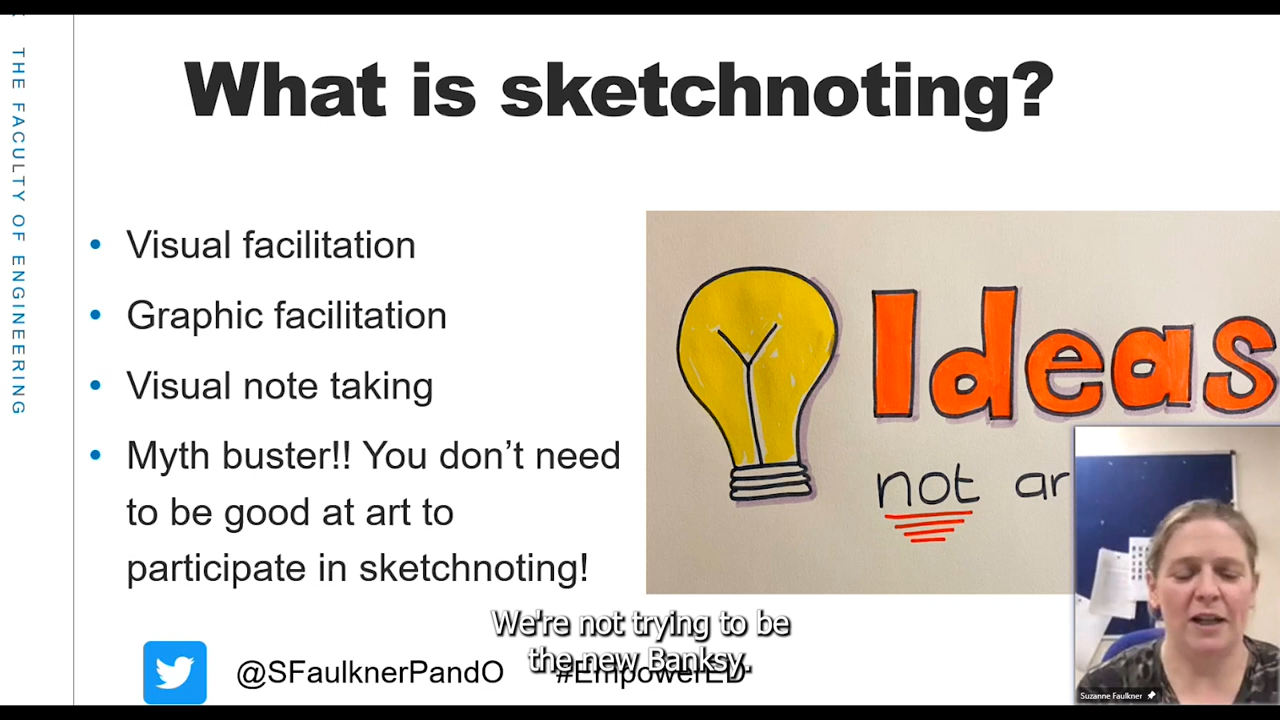 THE FACULTY OF ENGINEERING
What is sketchnoting?
• Visual facilitation
• Graphic facilitation
• Visual note taking
• Myth buster!! You don’t need
to be good at art to
participate in sketchnoting!
Ideas
not ar
We're not trying to be
the new Banksy.
@SFaulknerPandO #EmpowerED
Suzanne Faulkner